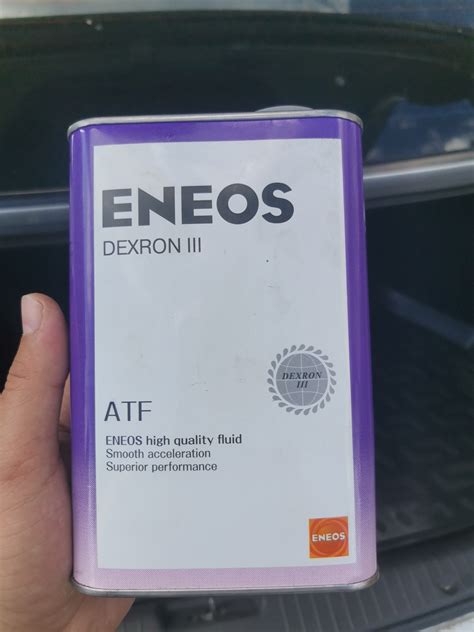 ENEOS
DEXRON III
DEXRON
III
ATF
ENEOS high quality fluid
Smooth acceleration
Superior performance
ENEOS